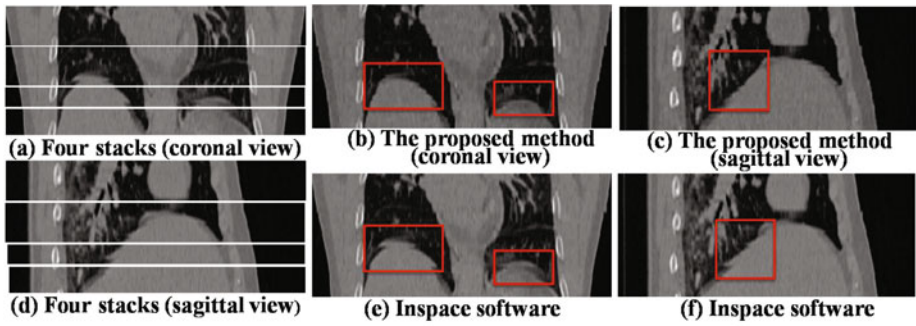 (a) Four stacks (coronal view)
(b) The proposed method
(coronal view)
(c) The proposed method
(sagittal view)
(d) Four stacks (sagittal view)
(e) Inspace software
(f) Inspace software